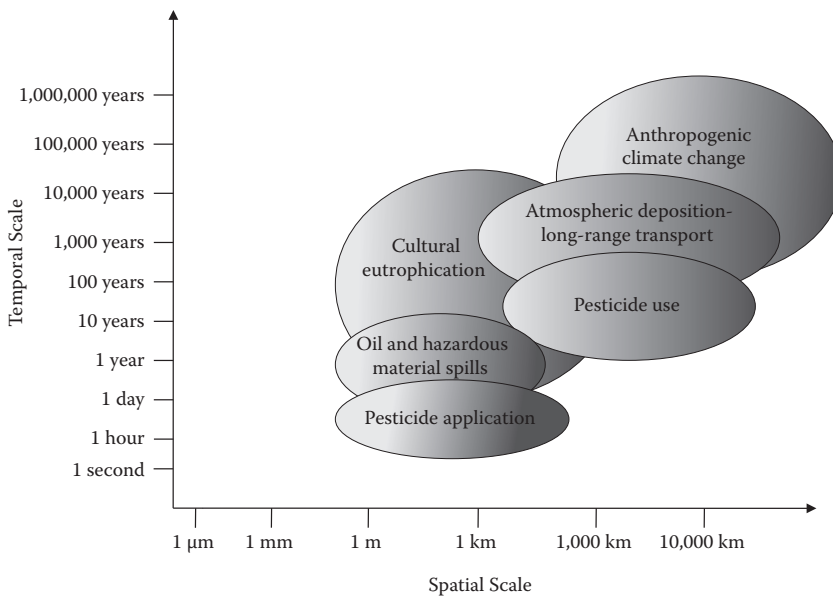 1,000,000 years
100,000 years
10,000 years
1,000 years
100 years
10 years
1 year
1 day
1 hour
1 second
Temporal Scale
Anthropogenic
climate change
Atmospheric deposition-
long-range transport
Cultural
eutrophication
Pesticide use
Oil and hazardous
material spills
Pesticide application
1 μm
1 mm
1 m
1 km
1,000 km
10,000 km
Spatial Scale